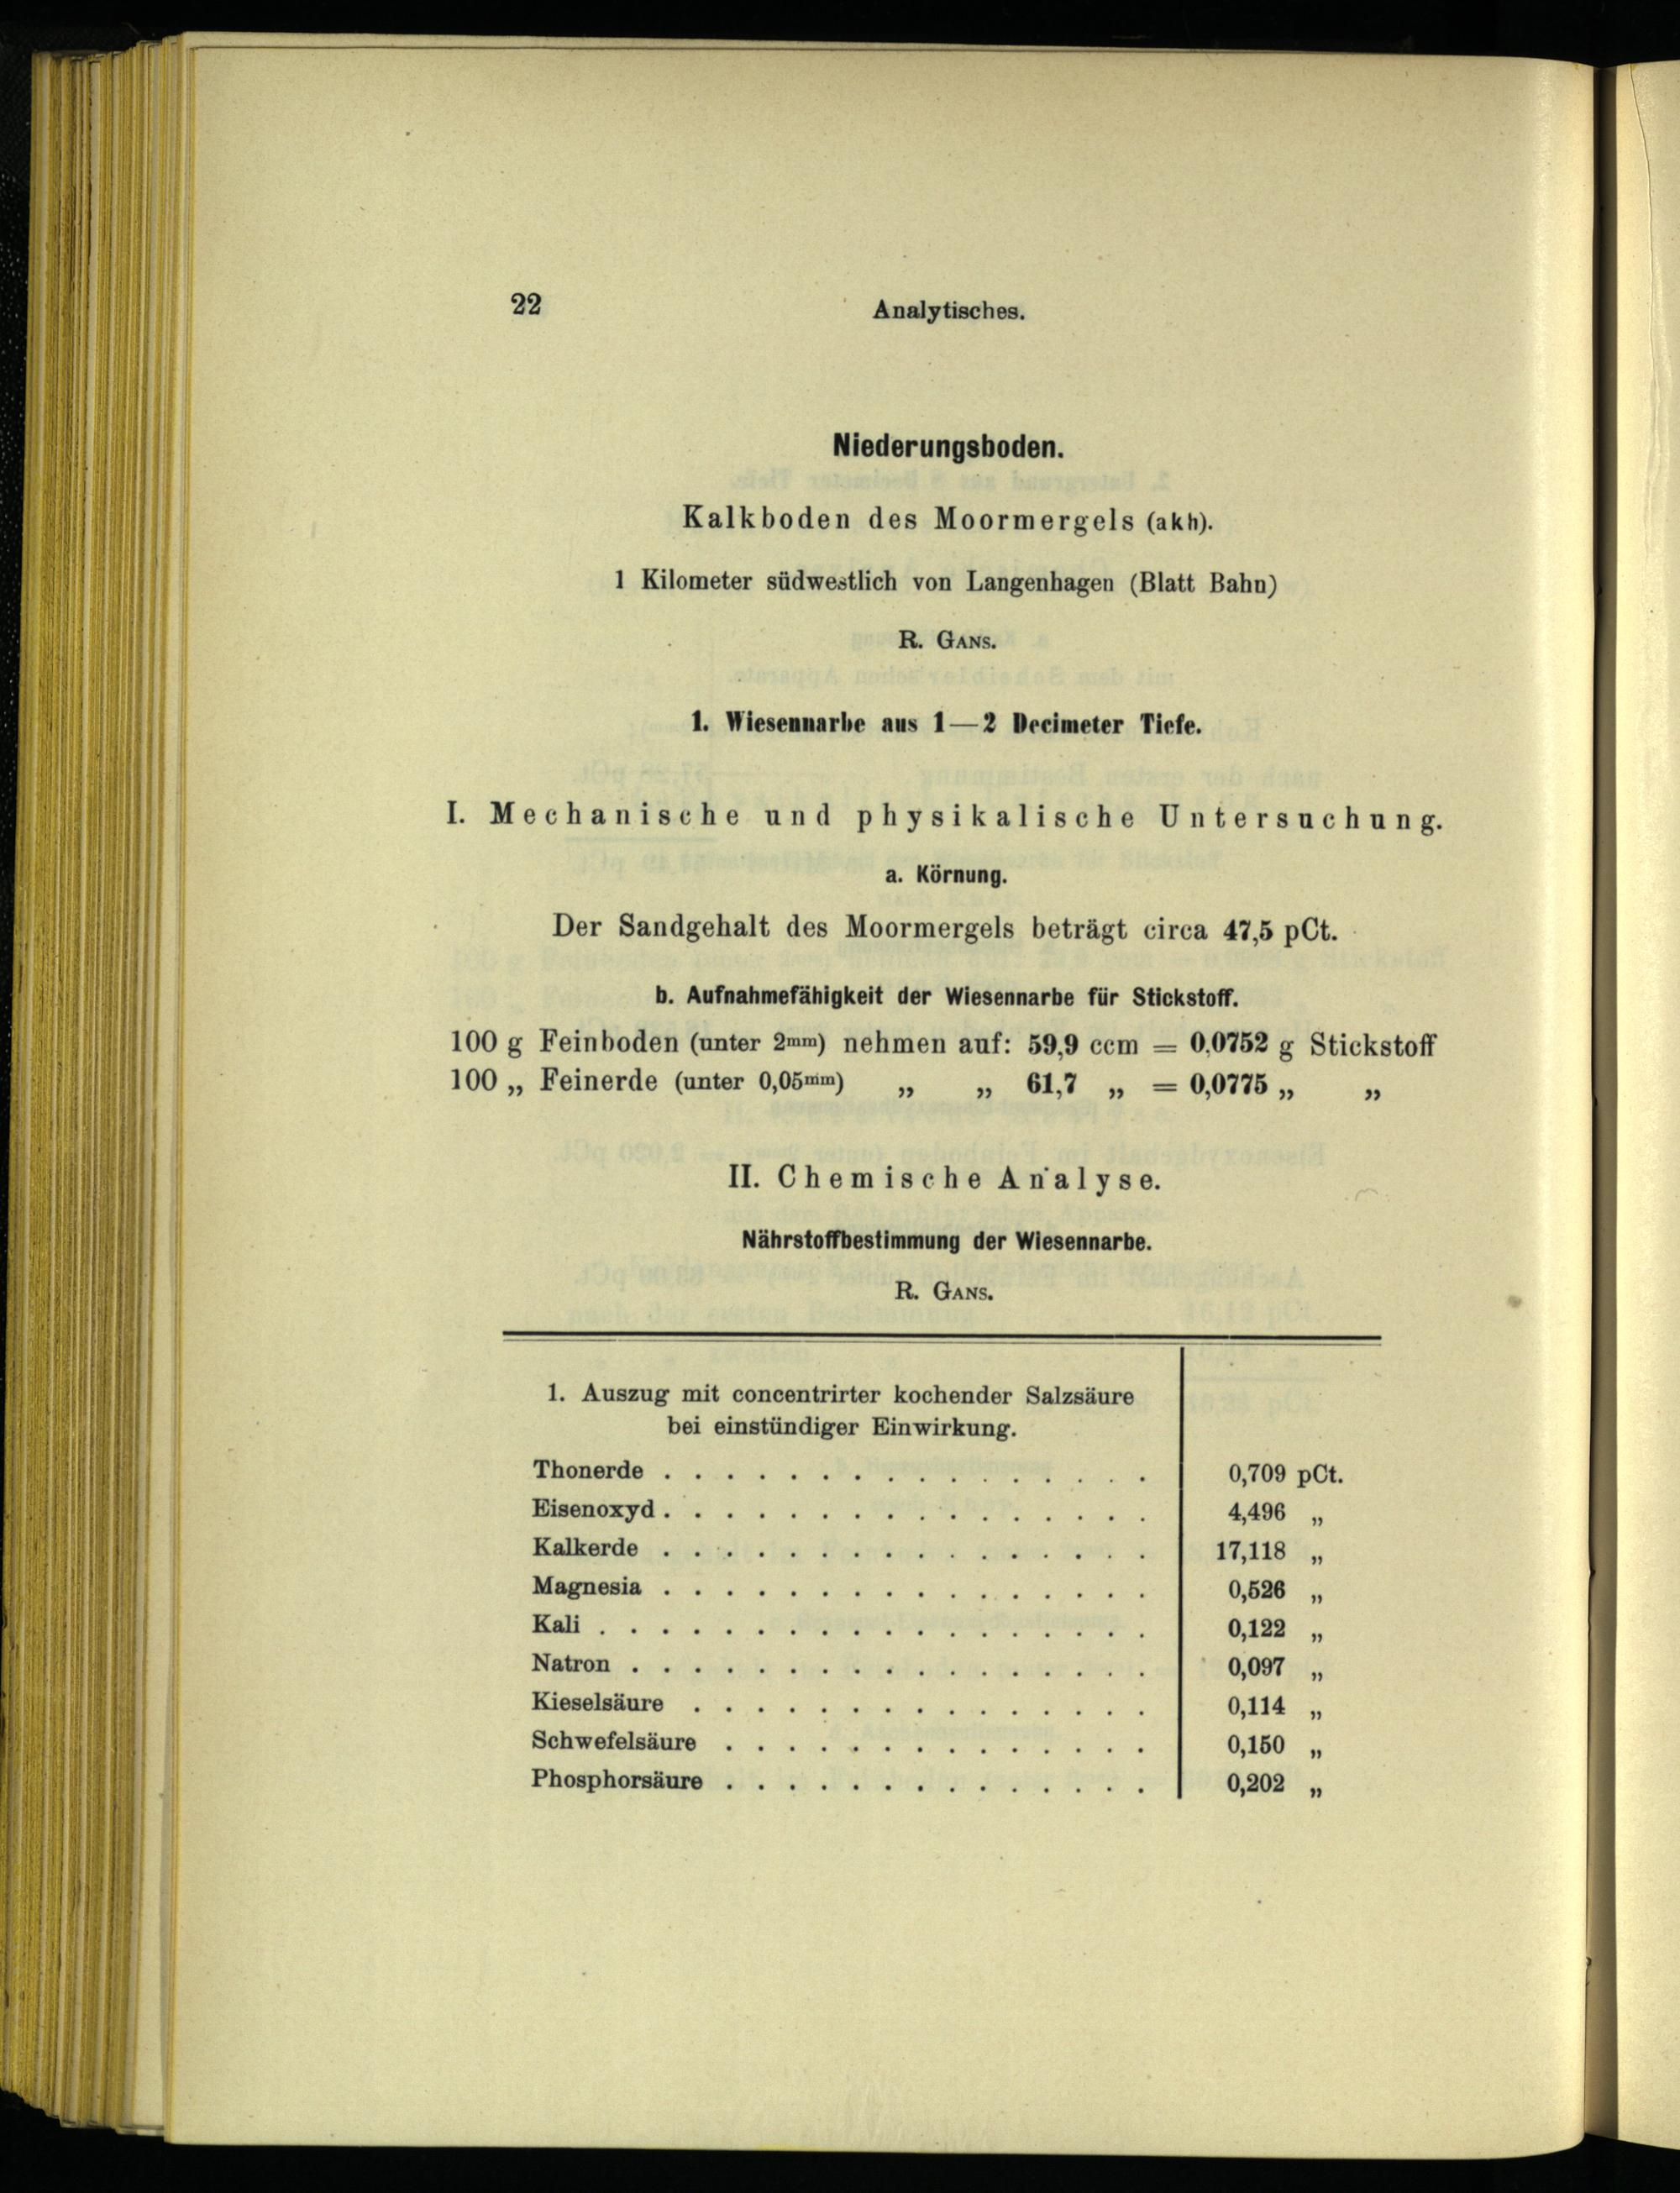 22 Analytisches.
Niederungsboden.
Kalkboden des Moormergels (akh).
1 Kilometer südwestlich von Langenhagen (Blatt Bahn)
R. GANS.
1. Wiesennarbe aus 1—2 Decimeter Tiefe.
I. Mechanische und physikalische Untersuchung.
a. Körnung.
Der Sandgehalt des Moormergels beträgt circa 47,5 pCt.
b. Aufnahmefähigkeit der Wiesennarbe für Stickstoff.
100 g Feinboden (unter 2mm) nehmen auf: 59,9 ccm = 0,0752 g Stickstoff
100 „ Feinerde (unter 0,05mm) „ „ 61,7 „ = 0,0775 „ „
II. Chemische Analyse.
Nährstoffbestimmung der Wiesennarbe.
R. GANS.
1. Auszug mit concentrirter kochender Salzsäure
bei einstündiger Einwirkung.
Thonerde . . . . . . . . . . . . . . . . 0,709 pCt.
Eisenoxyd . . . . . . . . . . . . . . . . 4,496 „
Kalkerde . . . . . . . . . . . . . . . . 17,118 „
Magnesia . . . . . . . . . . . . . . . . 0,526 „
Kali . . . . . . . . . . . . . . . . . . 0,122 „
Natron . . . . . . . . . . . . . . . . . 0,097 „
Kieselsäure . . . . . . . . . . . . . . . 0,114 „
Schwefelsäure . . . . . . . . . . . . . . 0,150 „
Phosphorsäure . . . . . . . . . . . . . . 0,202 „